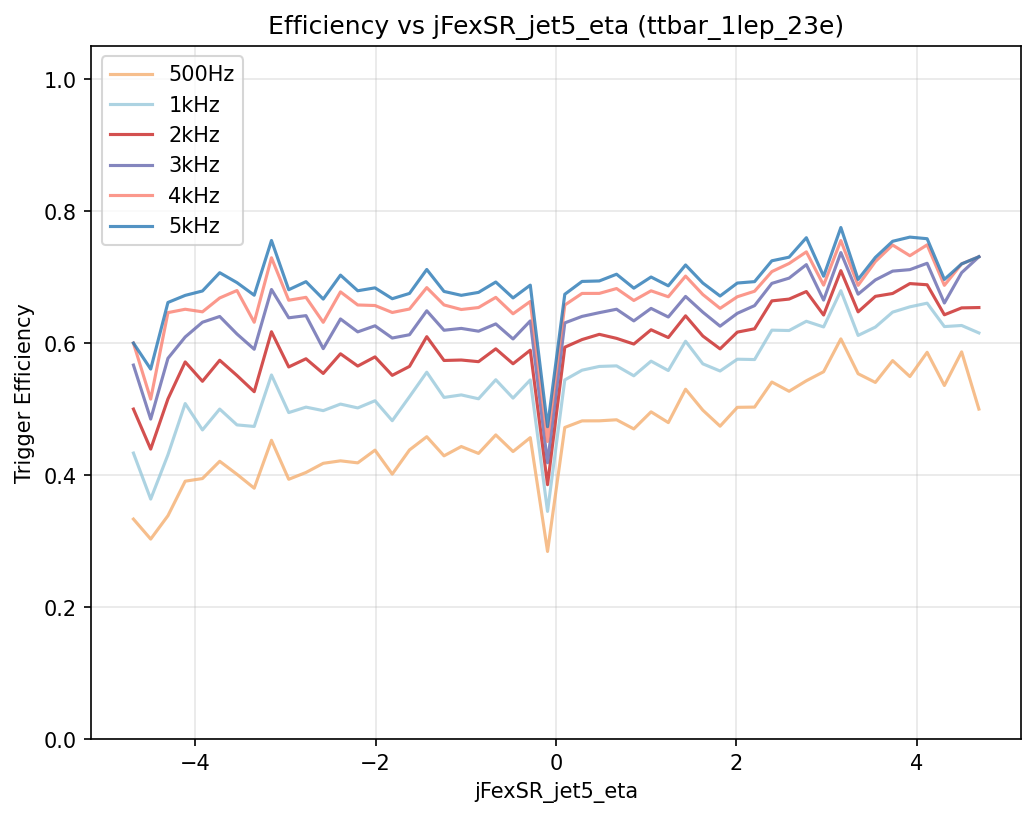 Efficiency vs jFexSR_jet5_eta (ttbar_1lep_23e)
500Hz
1kHz
2kHz
3kHz
4kHz
5kHz
Trigger Efficiency
1.0
0.8
0.6
0.4
0.2
0.0
−4
−2
0
2
4
jFexSR_jet5_eta